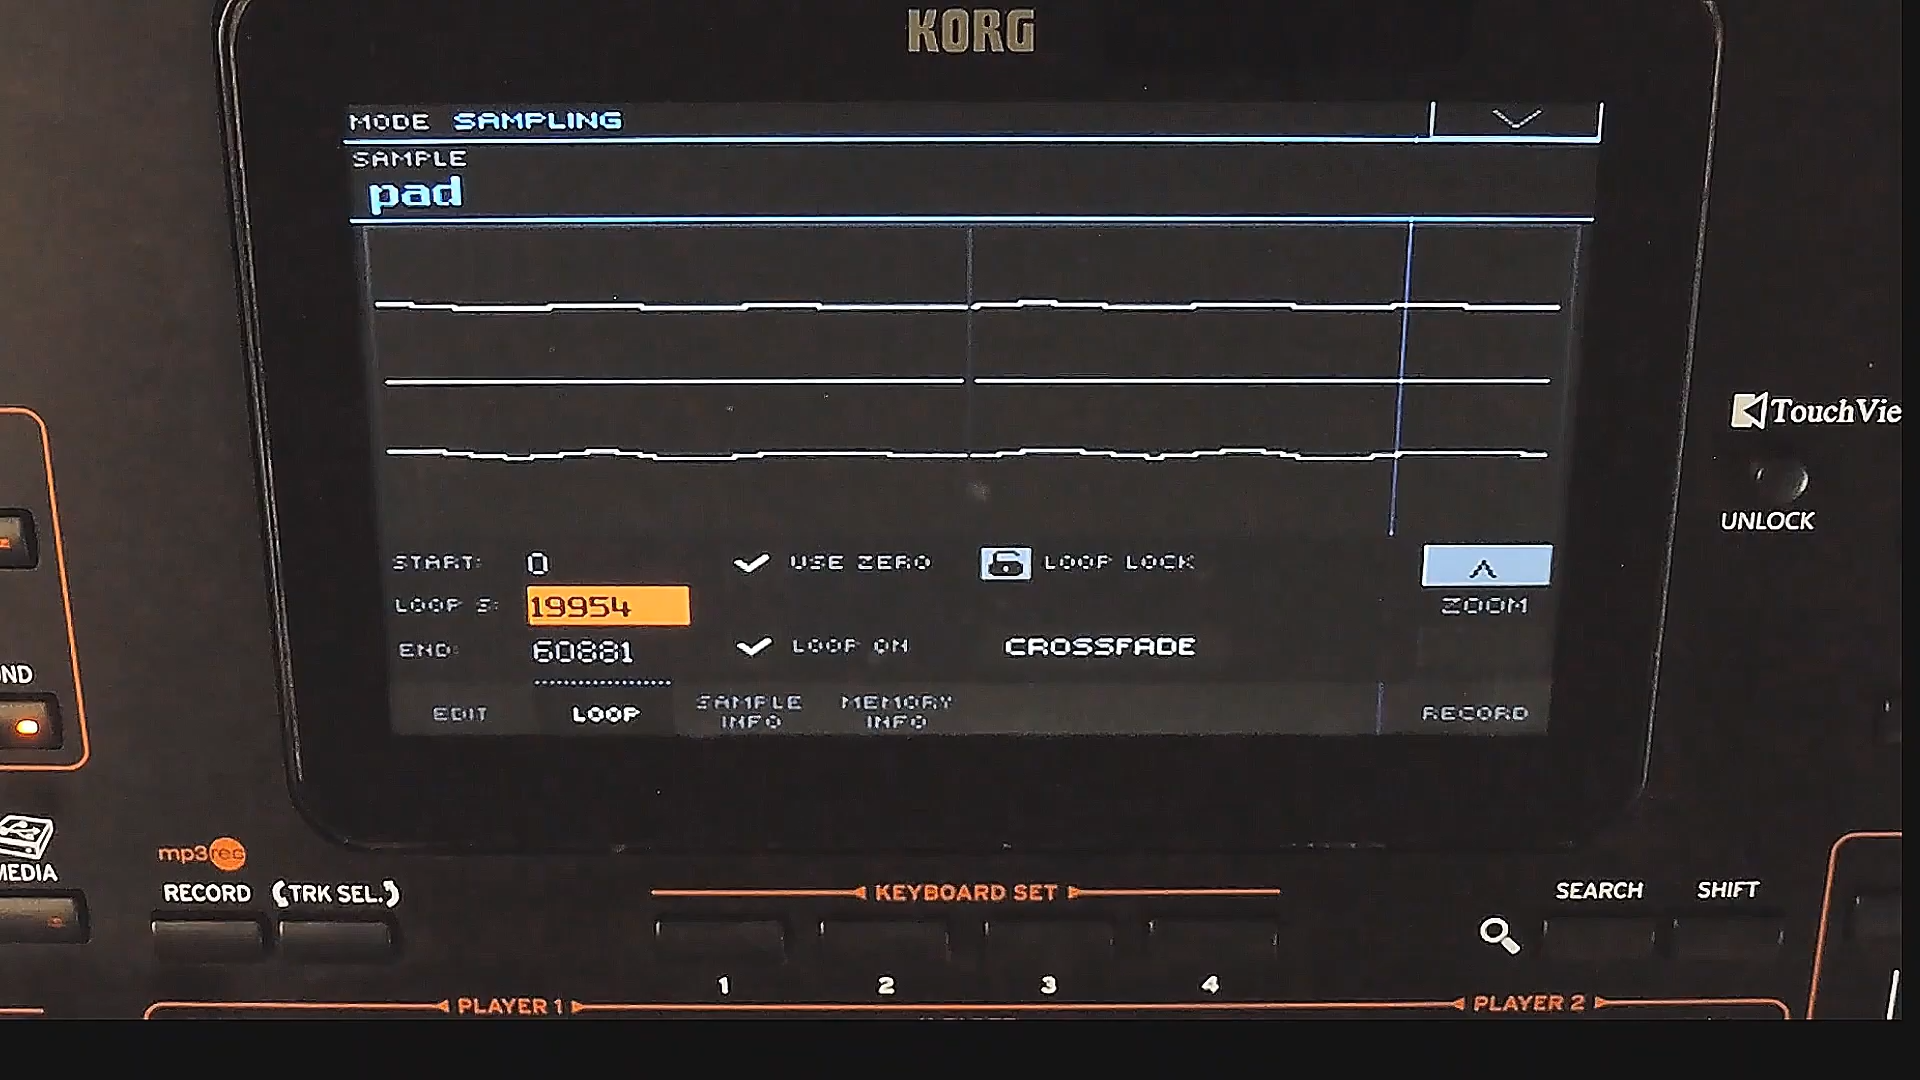 KORG
MODE SAMPLING
SAMPLE
pad
START: 0
USE ZERO
LOOP LOCK
LOOP S: 19954
ZOOM
END: 60881
LOOP ON
CROSSFADE
EDIT
LOOP
SAMPLE INFO
MEMORY INFO
RECORD
TouchVie
UNLOCK
ND
MEDIA
mp3rec
RECORD
TRK SEL.
KEYBOARD SET
1 2 3 4
SEARCH
SHIFT
PLAYER 1
PLAYER 2